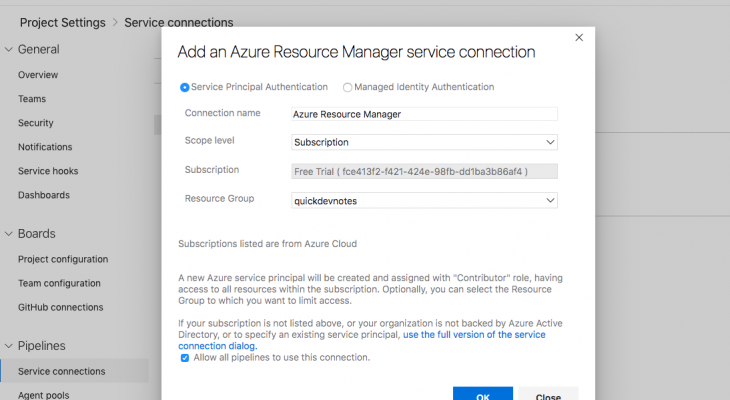 Project Settings > Service connections
General
Overview
Teams
Security
Notifications
Service hooks
Dashboards
Boards
Project configuration
Team configuration
GitHub connections
Pipelines
Service connections
Agent pools
Add an Azure Resource Manager service connection
Service Principal Authentication Managed Identity Authentication
Connection name Azure Resource Manager
Scope level Subscription
Subscription Free Trial ( fce413f2-f421-424e-98fb-dd1ba3b86af4 )
Resource Group quickdevnotes
Subscriptions listed are from Azure Cloud
A new Azure service principal will be created and assigned with "Contributor" role, having
access to all resources within the subscription. Optionally, you can select the Resource
Group to which you want to limit access.
If your subscription is not listed above, or your organization is not backed by Azure Active
Directory, or to specify an existing service principal, use the full version of the service
connection dialog.
Allow all pipelines to use this connection.
OK Close